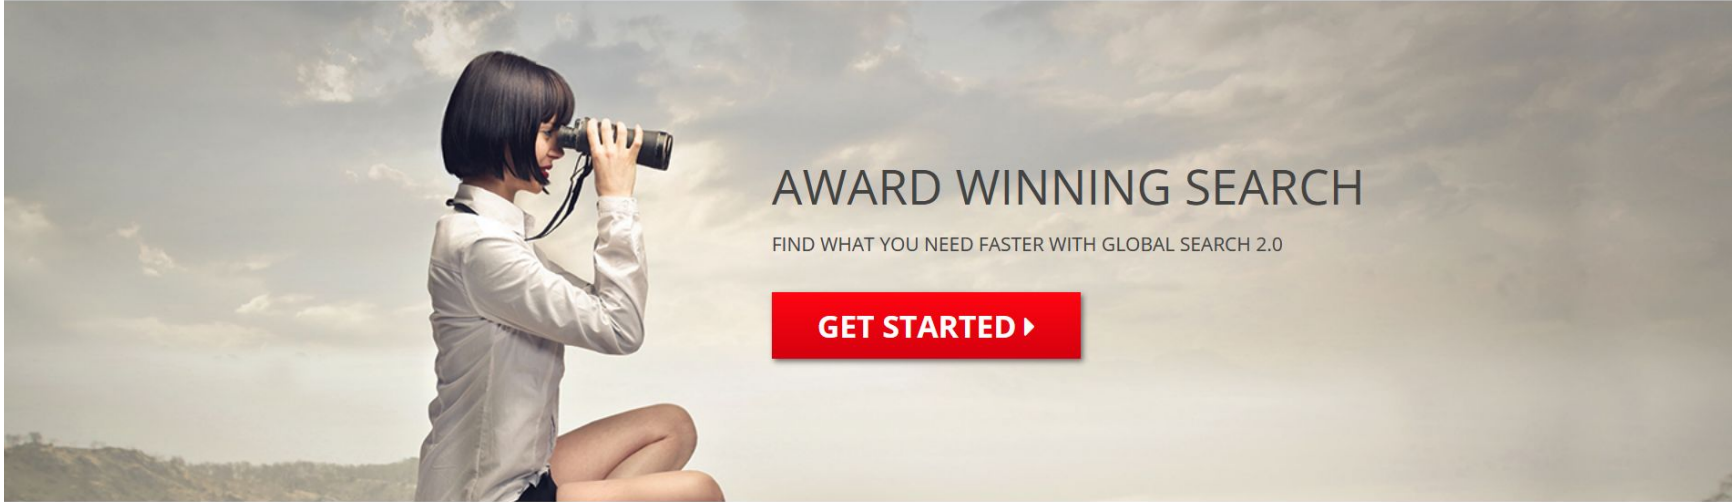 AWARD WINNING SEARCH
FIND WHAT YOU NEED FASTER WITH GLOBAL SEARCH 2.0
GET STARTED